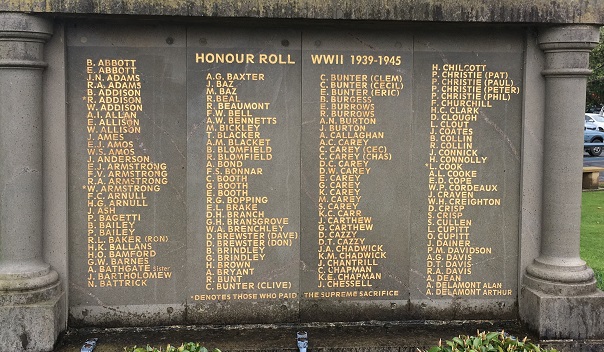 HONOUR ROLL WWII 1939-1945
B. ABBOTT
E. ABBOTT
I.N. ADAMS
R.A. ADAMS
B. ADDISON
*R. ADDISON
W. ADDISON
A.I. ALLAN
E. ALLISON
W. ALLISON
J. AMES
E.J. AMOS
W.S. AMOS
J. ANDERSON
E.J. ARMSTRONG
F.V. ARMSTRONG
R.A. ARMSTRONG
*W. ARMSTRONG
F.C. ARNULL
H.G. ARNULL
J. ASH
P. BAGETTI
B. BAILEY
P. BAILEY
R.L. BAKER (RON)
H.K. BALLANS
H.O. BAMFORD
G.W. BARNES
A. BATHGATE Sister
J. BARTHOLOMEW
N. BATTRICK
A.G. BAXTER
J. BAZ
M. BAZ
R. BEAL
R. BEAUMONT
F.W. BELL
A.W. BENNETTS
M. BICKLEY
T. BLACKER
A.M. BLACKET
B. BLOMFIELD
R. BLOMFIELD
A. BOND
F.S. BONNAR
C. BOOTH
G. BOOTH
E. BOOTH
R.G. BOPPING
E.L. BRAKE
D.H. BRANCH
G.H. BRANSGROVE
W.A. BRENCHLEY
D. BREWSTER (DAVE)
D. BREWSTER (DON)
B. BRINDLEY
G. BRINDLEY
H. BROWN
A. BRYANT
R. BUNT
C. BUNTER (CLIVE)
C. BUNTER (CLEM)
C. BUNTER (CECIL)
E. BUNTER (ERIC)
B. BURGESS
E. BURROWS
R. BURROWS
A.N. BURTON
J. BURTON
A. CALLAGHAN
A.C. CAREY
C. CAREY (CEC)
C. CAREY (CHAS)
D.C. CAREY
D.W. CAREY
E. CAREY
G. CAREY
K. CAREY
M. CAREY
S. CAREY
K.C. CARR
J. CARTHEW
G. CARTHEW
D. CAZZY
D.T. CAZZY
J.A. CHADWICK
K.M. CHADWICK
J. CHANTRILL
C. CHAPMAN
C.E. CHAPMAN
J. CHESSELL
H. CHILCOTT
P. CHRISTIE (PAT)
P. CHRISTIE (PAUL)
P. CHRISTIE (PETER)
P. CHRISTIE (PHIL)
F. CHURCHILL
H.C. CLARK
D. CLOUGH
L. CLOUT
J. COATES
B. COLLIN
R. COLLIN
J. CONNICK
H. CONNOLLY
L. COOK
A.L. COOKE
E.D. COPE
W.P. CORDEAUX
J. CRAVEN
W.H. CREIGHTON
D. CRISP
S. CRISP
R. CULLEN
L. CUPITT
O. CUPITT
J. DAINER
P.M. DAVIDSON
A.G. DAVIS
D.T. DAVIS
R.A. DAVIS
A. DEAN
A. DELAMONT ALAN
A. DELAMONT ARTHUR
*DENOTES THOSE WHO PAID THE SUPREME SACRIFICE